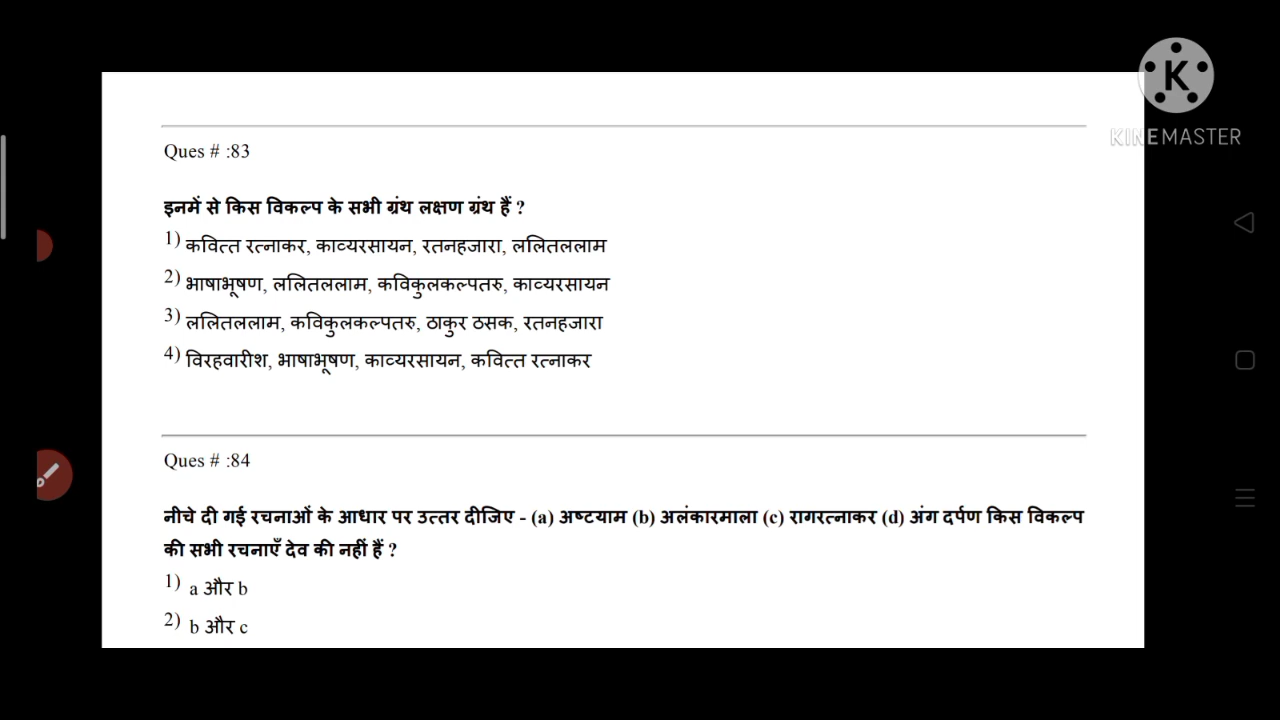 K
KINEMASTER
Ques # :83
इनमें से किस विकल्प के सभी ग्रंथ लक्षण ग्रंथ हैं ?
1) कवित्त रत्नाकर, काव्यरसायन, रतनहजारा, ललितललाम
2) भाषाभूषण, ललितललाम, कविकुलकल्पतरु, काव्यरसायन
3) ललितललाम, कविकुलकल्पतरु, ठाकुर ठसक, रतनहजारा
4) विरहवारीश, भाषाभूषण, काव्यरसायन, कवित्त रत्नाकर
Ques # :84
नीचे दी गई रचनाओं के आधार पर उत्तर दीजिए - (a) अष्टयाम (b) अलंकारमाला (c) रागरत्नाकर (d) अंग दर्पण किस विकल्प
की सभी रचनाएँ देव की नहीं हैं ?
1) a और b
2) b और c